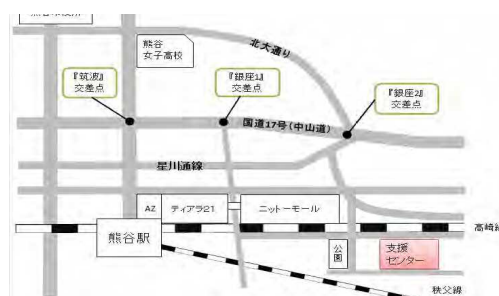 熊谷
女子高校
北大通り
『筑波』
交差点
『銀座1』
交差点
『銀座2』
交差点
国道17号(中山道)
星川通線
AZ
ティアラ21
ニットーモール
高崎線
熊谷駅
公園
支援
センター
秩父線